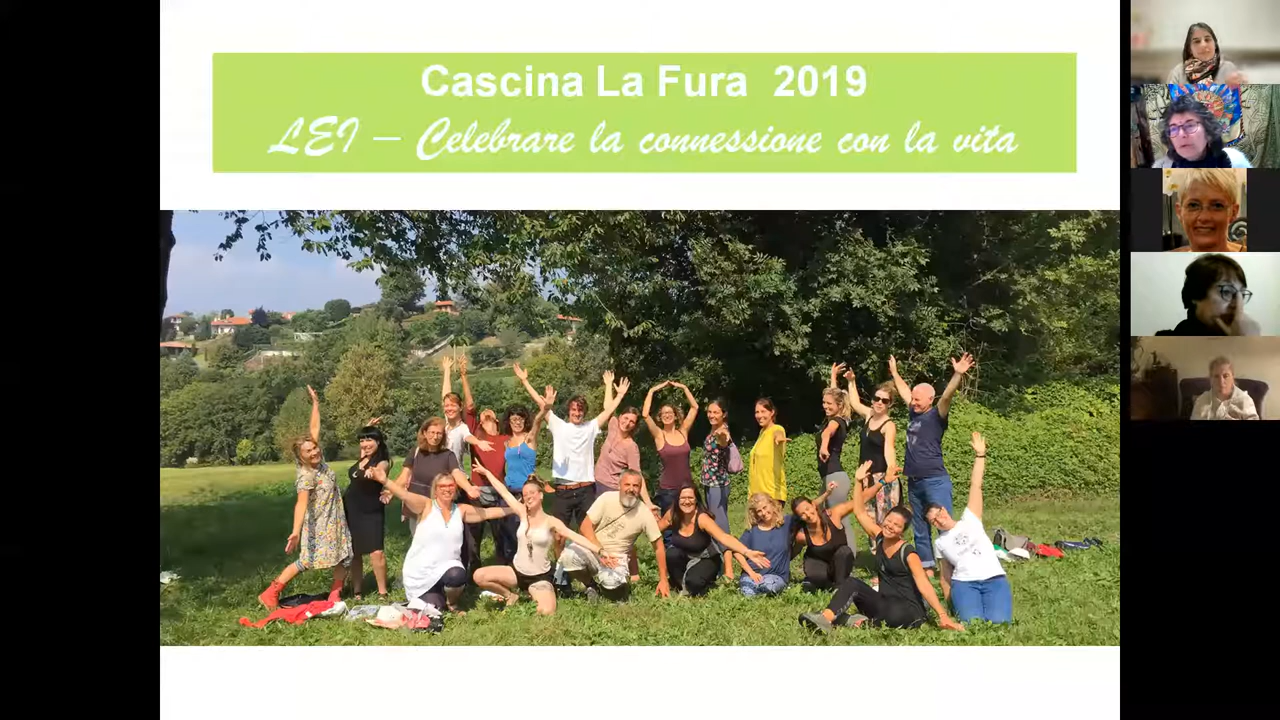 Cascina La Fura 2019
LEI – Celebrare la connessione con la vita